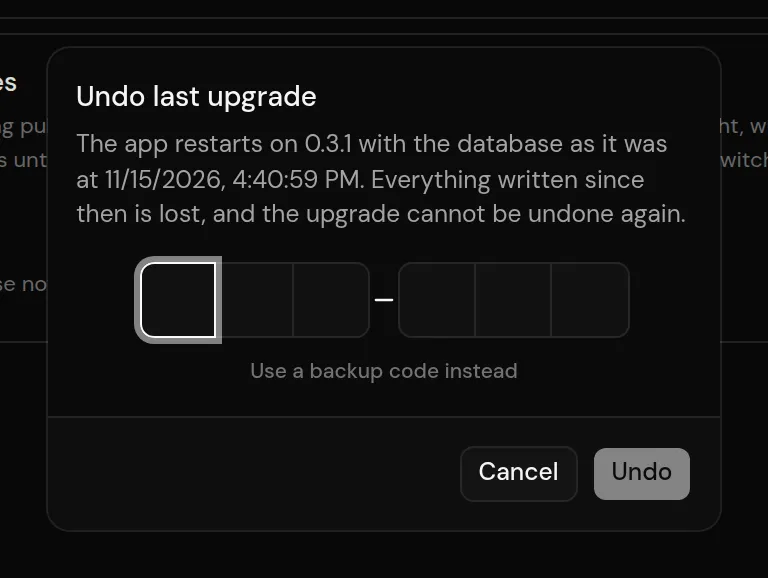 Undo last upgrade
The app restarts on 0.3.1 with the database as it was
at 11/15/2026, 4:40:59 PM. Everything written since
then is lost, and the upgrade cannot be undone again.
Use a backup code instead
Cancel
Undo